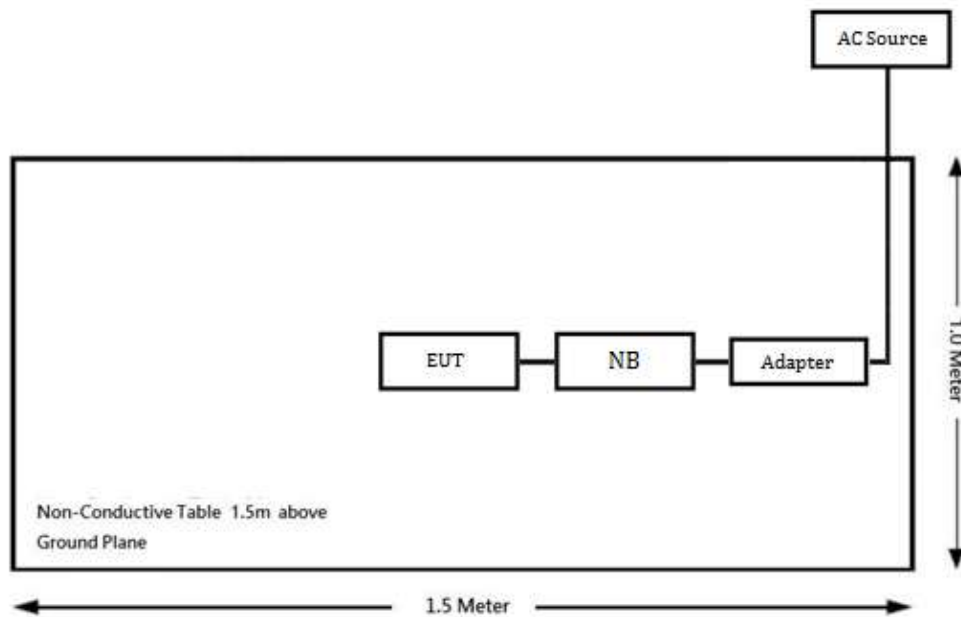 AC Source
EUT
NB
Adapter
1.0 Meter
Non-Conductive Table 1.5m above
Ground Plane
1.5 Meter